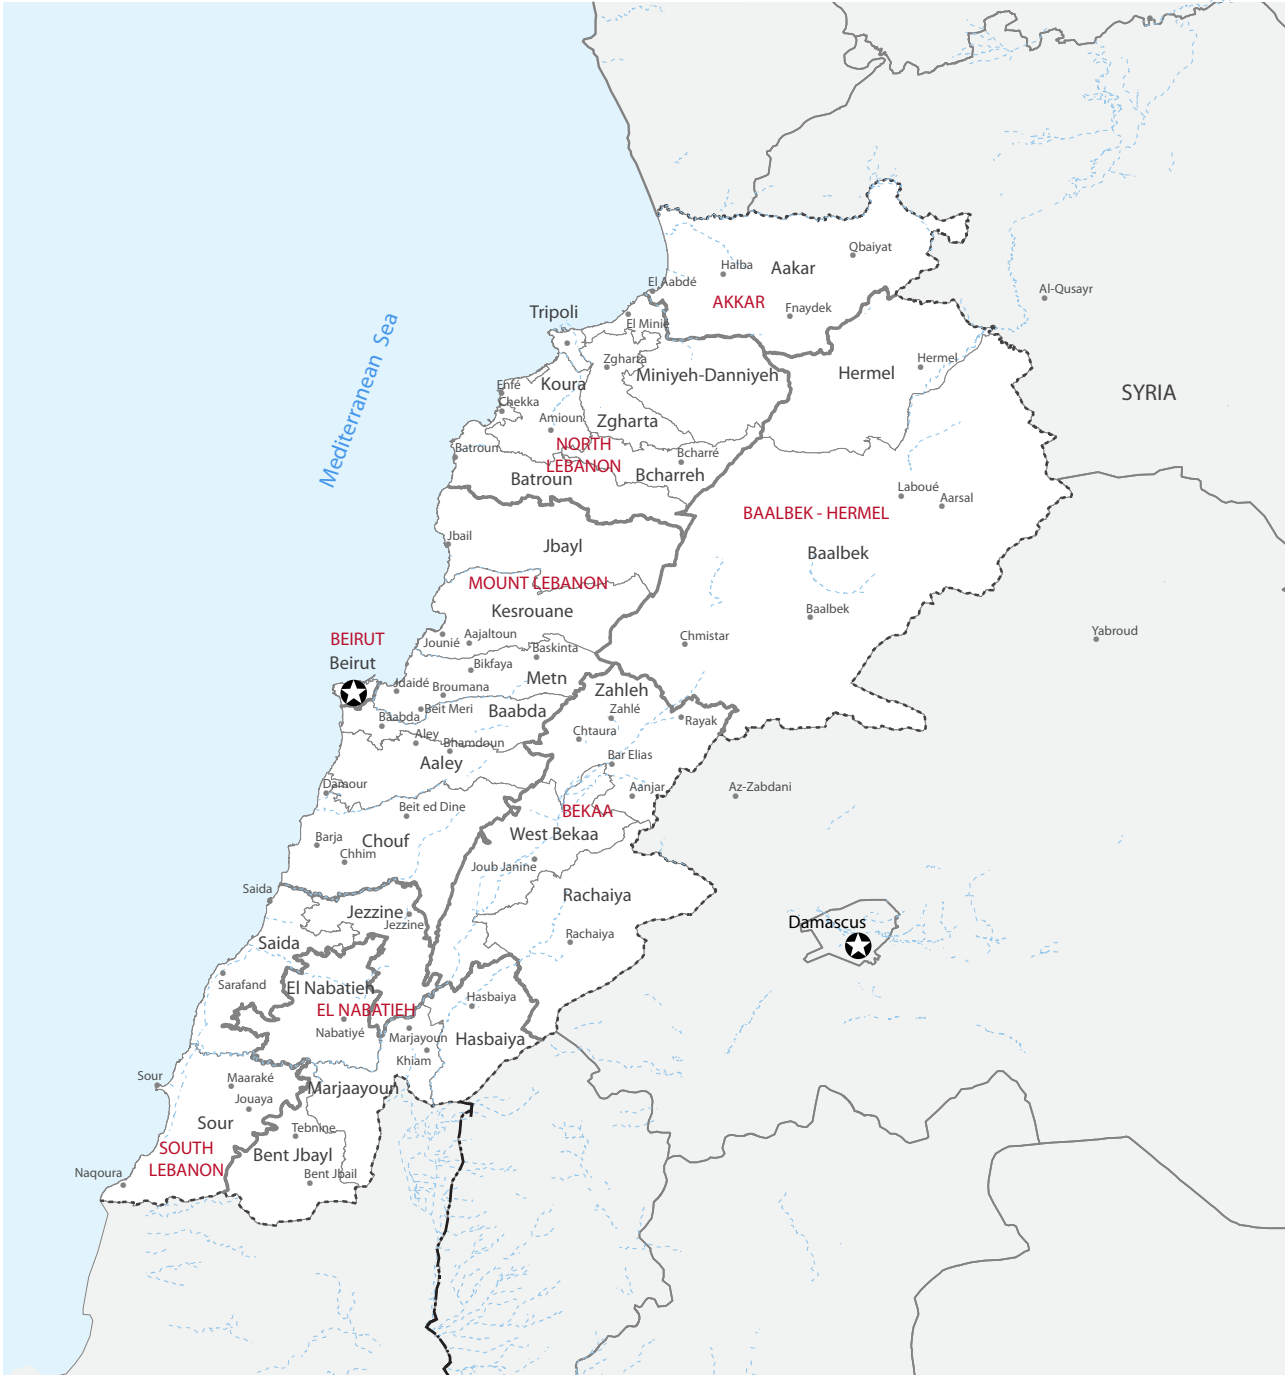 Qbaiyat
Halba
Aakar
El Aabdé
Al-Qusayr
AKKAR
Fnaydek
Tripoli
El Minié
Mediterranean Sea
Zgharta
Hermel
Miniyeh-Danniyeh
Hermel
Koura
Enfé
SYRIA
Chekka
Amioun
Zgharta
NORTH
LEBANON
Batroun
Bcharré
Bcharreh
Batroun
Laboué
Aarsal
BAALBEK - HERMEL
Jbail
Jbayl
Baalbek
MOUNT LEBANON
Kesrouane
Baalbek
Yabroud
BEIRUT
Beirut
Jounié
Aajaltoun
Chmistar
Baskinta
Bikfaya
Metn
Jdaidé
Broumana
Zahleh
Zahlé
Beit Meri
Baabda
Baabda
Rayak
Chtaura
Aley
Bhamdoun
Bar Elias
Aaley
Damour
Aanjar
Az-Zabdani
Beit ed Dine
BEKAA
West Bekaa
Barja
Chouf
Chhim
Joub Janine
Saida
Rachaiya
Jezzine
Jezzine
Damascus
Rachaiya
Saida
Sarafand
El Nabatieh
Hasbaiya
EL NABATIEH
Nabatiyé
Marjayoun
Hasbaiya
Khiam
Sour
Maaraké
Marjaayoun
Jouaya
Sour
Tebnine
SOUTH
LEBANON
Bent Jbayl
Naqoura
Bent Jbail